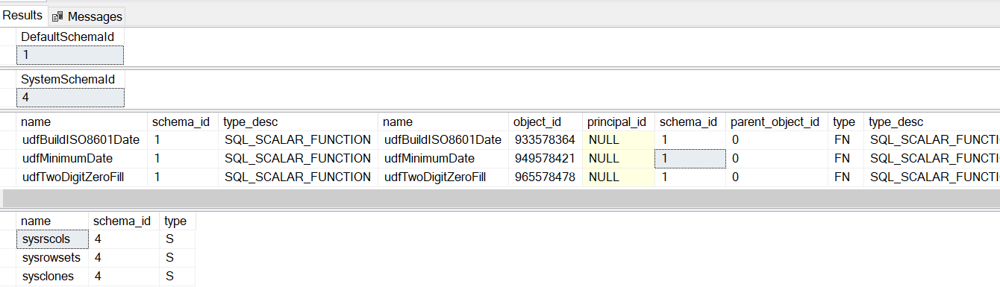 Results Messages
DefaultSchemaId
1
SystemSchemaId
4
name schema_id type_desc name object_id principal_id schema_id parent_object_id type type_desc
udfBuildISO8601Date 1 SQL_SCALAR_FUNCTION udfBuildISO8601Date 933578364 NULL 1 0 FN SQL_SCALAR_FUNCTI
udfMinimumDate 1 SQL_SCALAR_FUNCTION udfMinimumDate 949578421 NULL 1 0 FN SQL_SCALAR_FUNCTI
udfTwoDigitZeroFill 1 SQL_SCALAR_FUNCTION udfTwoDigitZeroFill 965578478 NULL 1 0 FN SQL_SCALAR_FUNCTI
name schema_id type
sysrscols 4 S
sysrowsets 4 S
sysclones 4 S